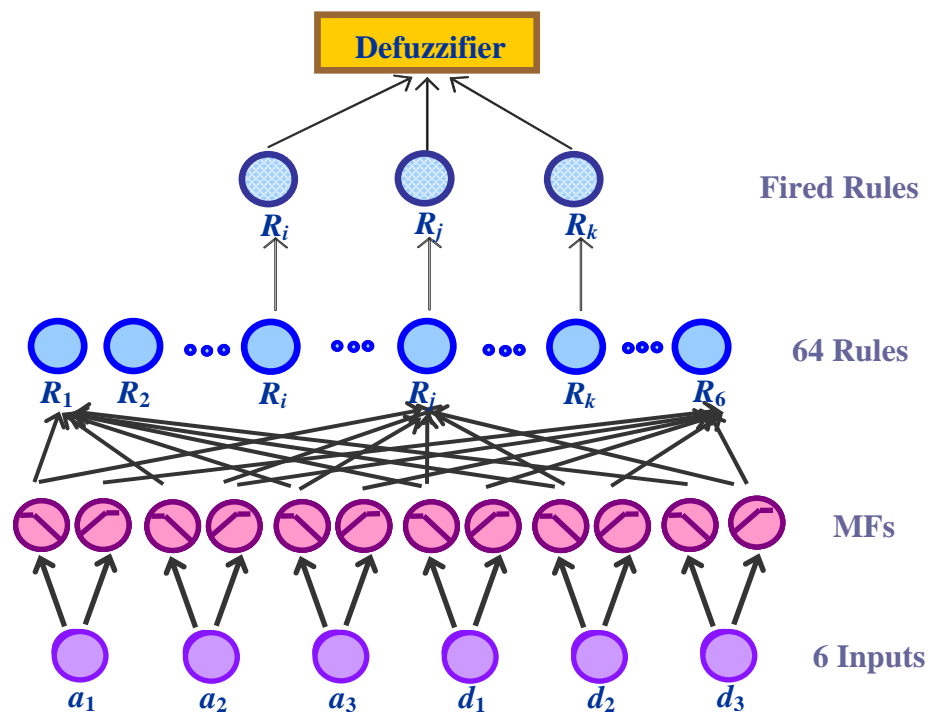 Defuzzifier
Fired Rules
Ri Rj Rk
64 Rules
R1 R2 Ri Rj Rk R6
MFs
6 Inputs
a1 a2 a3 d1 d2 d3